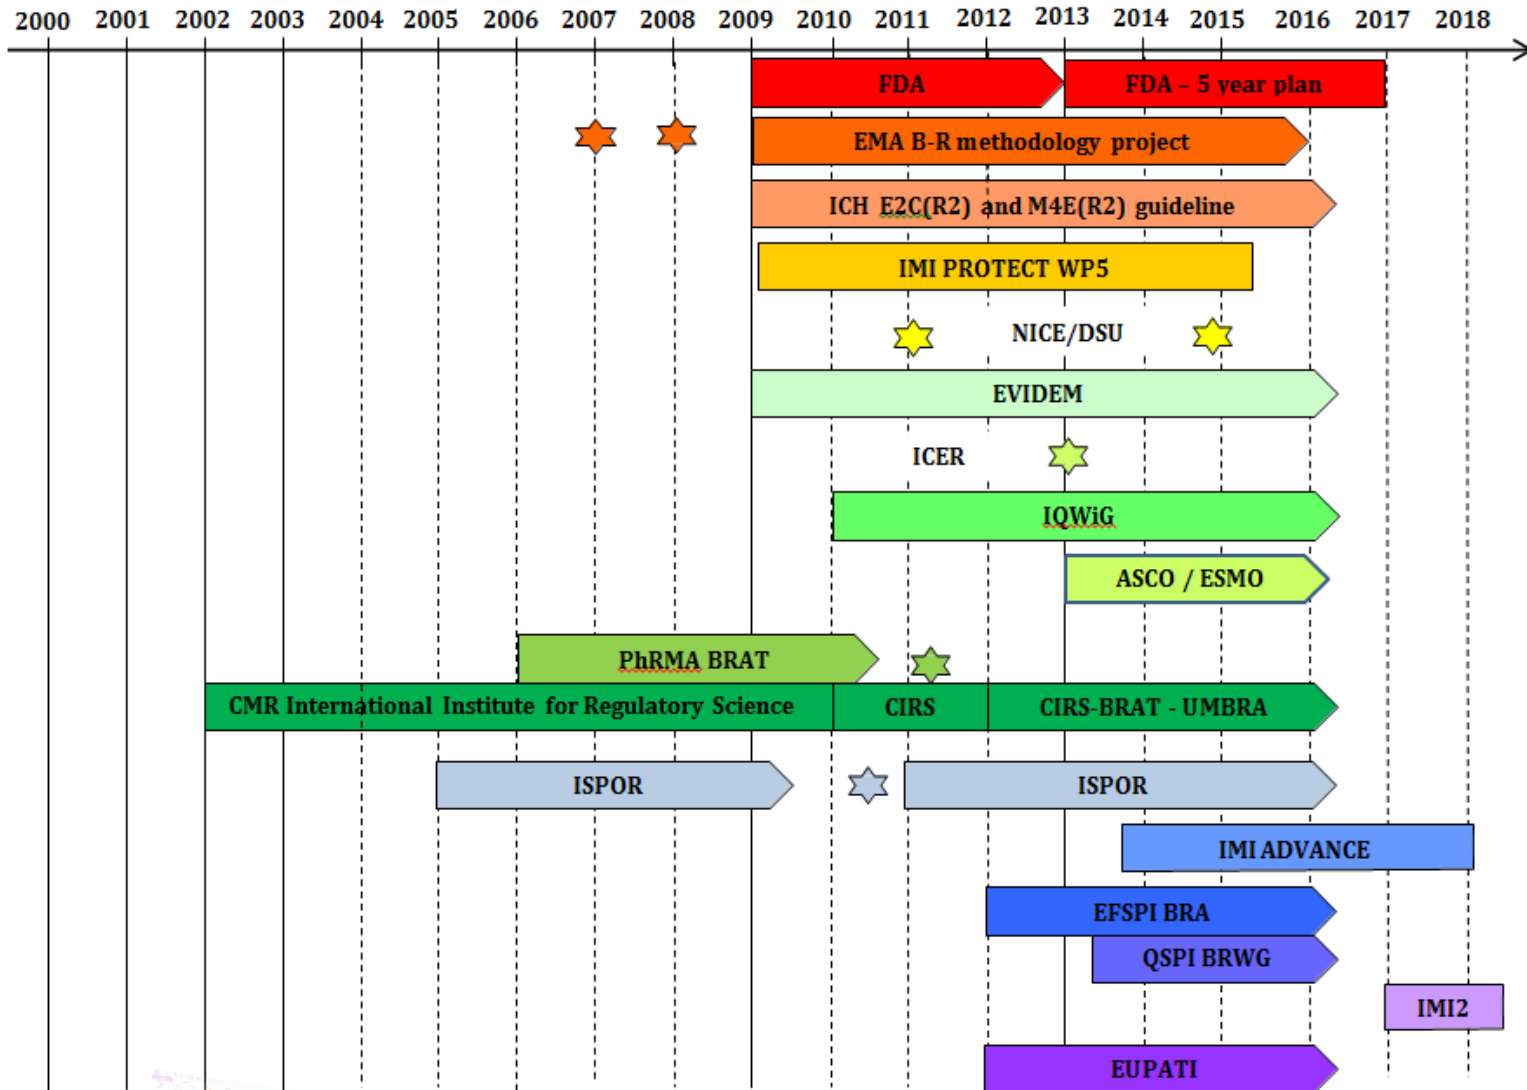 2000 2001 2002 2003 2004 2005 2006 2007 2008 2009 2010 2011 2012 2013 2014 2015 2016 2017 2018
FDA FDA – 5 year plan
EMA B-R methodology project
ICH E2C(R2) and M4E(R2) guideline
IMI PROTECT WP5
NICE/DSU
EVIDEM
ICER
IQWiG
ASCO / ESMO
PhRMA BRAT
CMR International Institute for Regulatory Science CIRS CIRS-BRAT - UMBRA
ISPOR ISPOR
IMI ADVANCE
EFSPI BRA
QSPI BRWG
IMI2
EUPATI